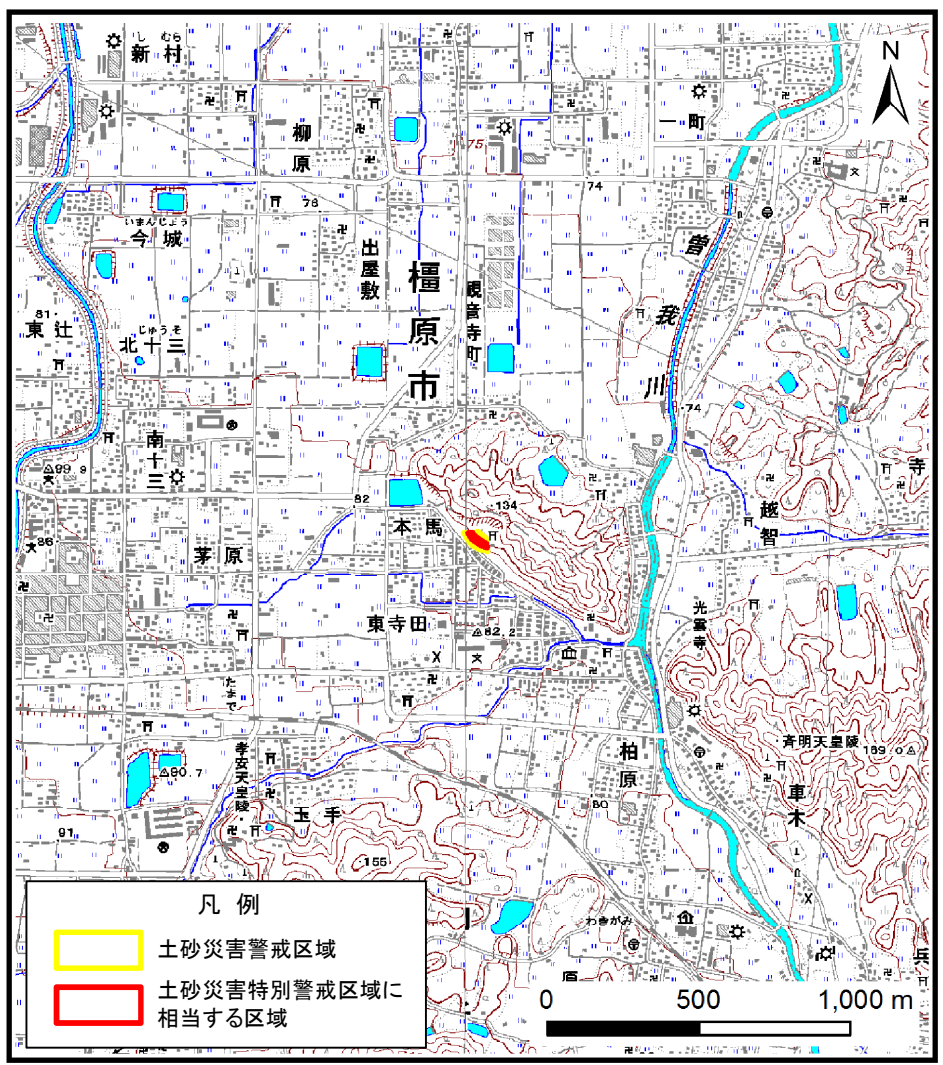 しむら
新村
N
一町
柳原
75
74
78
いまんじょう
今城
曽我川
出屋敷
橿原市
観音寺町
81
東辻
じゅうそ
北十三
74
南十三
99.9
寺
82
134
越智
本馬
86
茅原
光雲寺
東寺田
82.2
たまで
斉明天皇陵
169.0
柏原
孝安天皇陵
90.7
車木
80
玉手
91
155
わきがみ
兵
原
凡例
土砂災害警戒区域
土砂災害特別警戒区域に
相当する区域
0 500 1,000 m